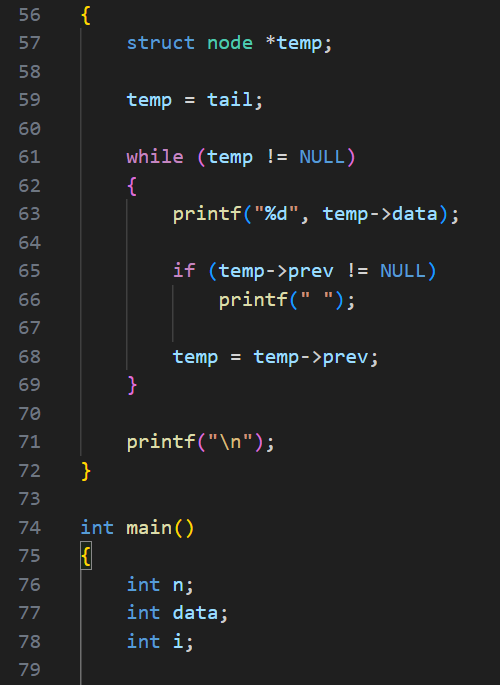 56 {
57     struct node *temp;
58
59     temp = tail;
60
61     while (temp != NULL)
62     {
63         printf("%d", temp->data);
64
65         if (temp->prev != NULL)
66             printf(" ");
67
68         temp = temp->prev;
69     }
70
71     printf("\n");
72 }
73
74 int main()
75 {
76     int n;
77     int data;
78     int i;
79